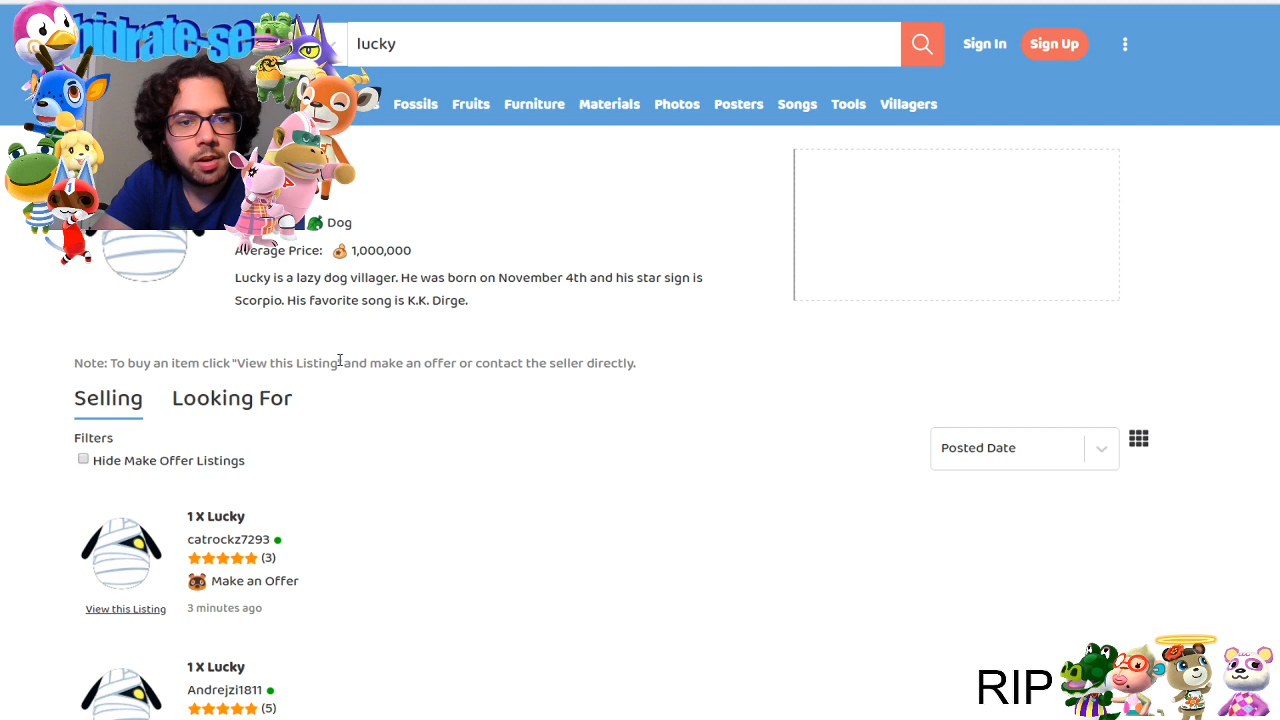 hidrate-se
lucky
Sign In
Sign Up
Fossils
Fruits
Furniture
Materials
Photos
Posters
Songs
Tools
Villagers
Dog
Average Price: 1,000,000
Lucky is a lazy dog villager. He was born on November 4th and his star sign is
Scorpio. His favorite song is K.K. Dirge.
Note: To buy an item click "View this Listing" and make an offer or contact the seller directly.
Selling
Looking For
Filters
Hide Make Offer Listings
Posted Date
1 X Lucky
catrockz7293
(3)
Make an Offer
View this Listing
3 minutes ago
1 X Lucky
Andrejzi1811
(5)
RIP